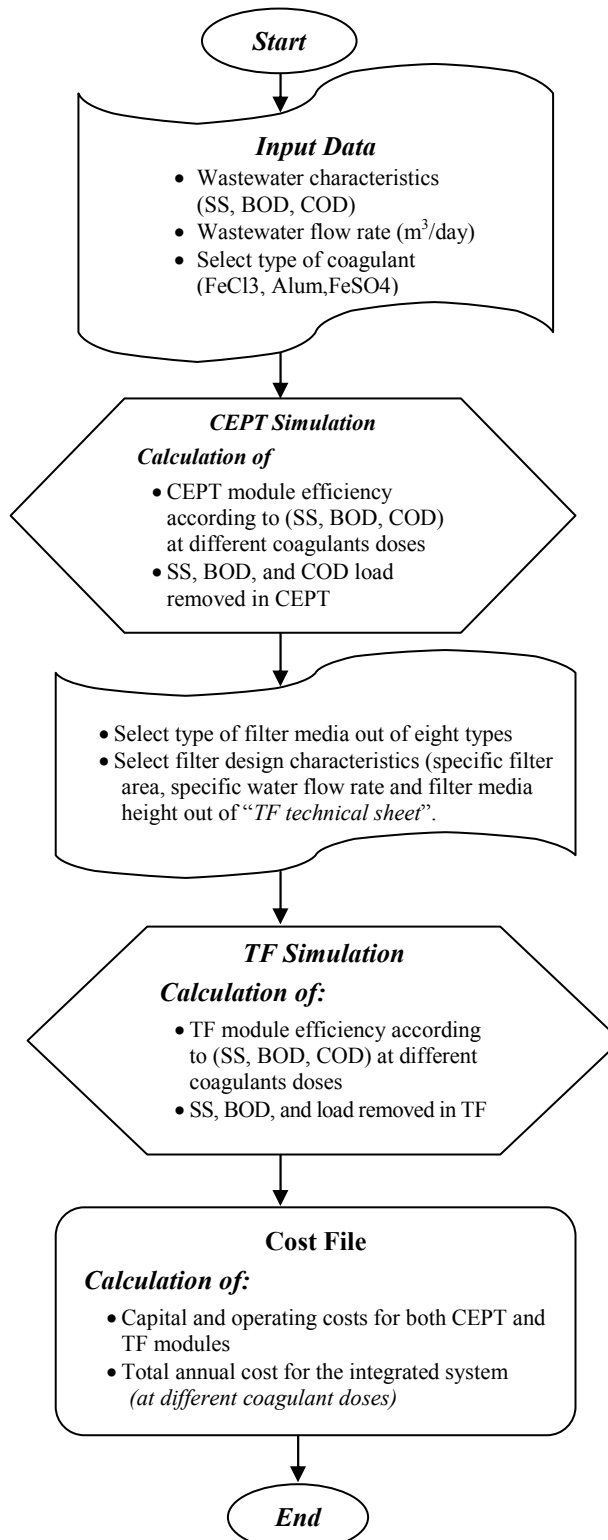 Start
Input Data
• Wastewater characteristics
(SS, BOD, COD)
• Wastewater flow rate (m³/day)
• Select type of coagulant
(FeCl3, Alum,FeSO4)
CEPT Simulation
Calculation of
• CEPT module efficiency
according to (SS, BOD, COD)
at different coagulants doses
• SS, BOD, and COD load
removed in CEPT
• Select type of filter media out of eight types
• Select filter design characteristics (specific filter
area, specific water flow rate and filter media
height out of “TF technical sheet”.
TF Simulation
Calculation of:
• TF module efficiency according
to (SS, BOD, COD) at different
coagulants doses
• SS, BOD, and load removed in TF
Cost File
Calculation of:
• Capital and operating costs for both CEPT and
TF modules
• Total annual cost for the integrated system
(at different coagulant doses)
End